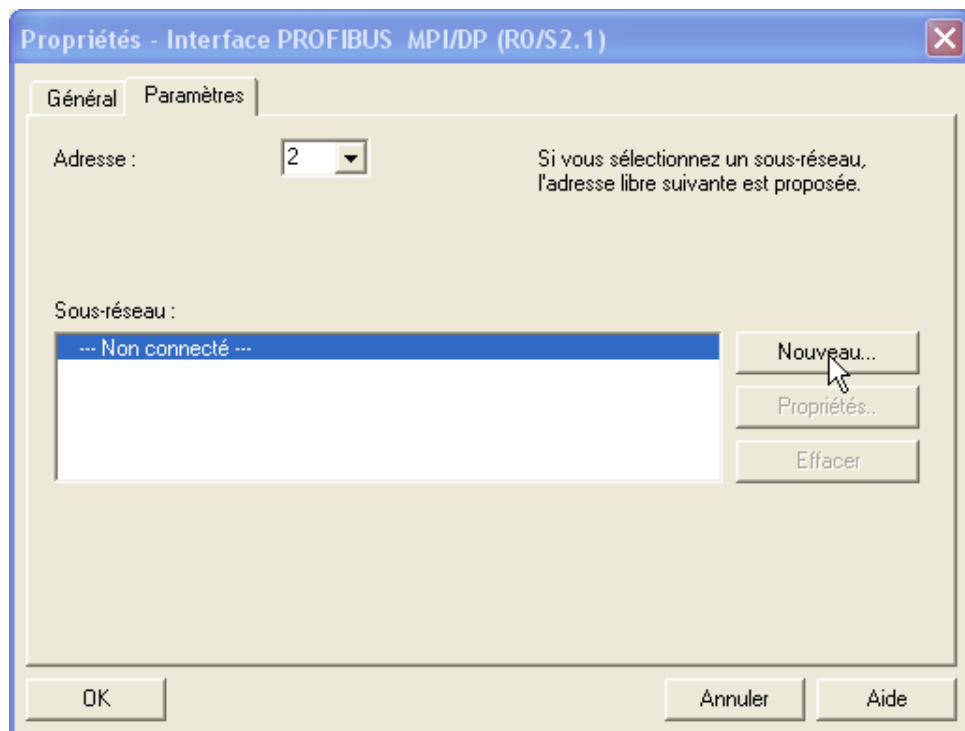 Propriétés - Interface PROFIBUS MPI/DP (R0/S2.1)
Général Paramètres
Adresse : 2
Si vous sélectionnez un sous-réseau,
l'adresse libre suivante est proposée.
Sous-réseau :
--- Non connecté ---
Nouveau...
Propriétés..
Effacer
OK Annuler Aide